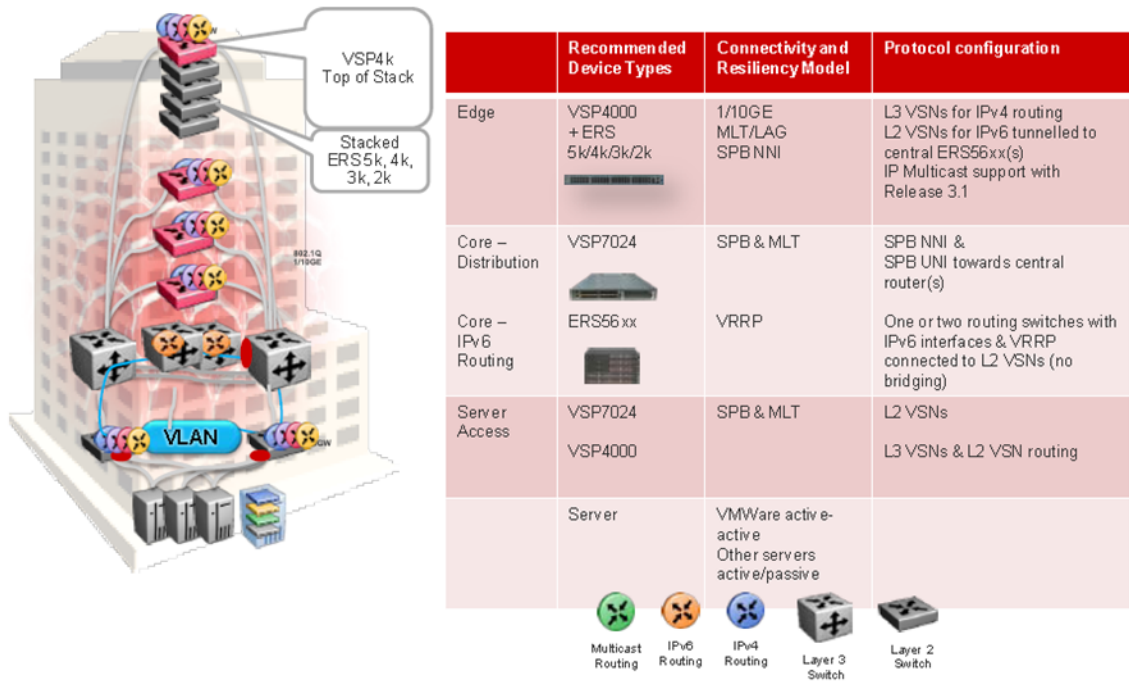 VSP4k
Top of Stack
Stacked
ERS 5k, 4k,
3k, 2k
802.1Q
1/10GE
VLAN
GW
Recommended
Device Types
Connectivity and
Resiliency Model
Protocol configuration
Edge
VSP4000
+ ERS
5k/4k/3k/2k
1/10GE
MLT/LAG
SPB NNI
L3 VSNs for IPv4 routing
L2 VSNs for IPv6 tunnelled to
central ERS56xx(s)
IP Multicast support with
Release 3.1
Core –
Distribution
VSP7024
SPB & MLT
SPB NNI &
SPB UNI towards central
router(s)
Core –
IPv6
Routing
ERS56xx
VRRP
One or two routing switches with
IPv6 interfaces & VRRP
connected to L2 VSNs (no
bridging)
Server
Access
VSP7024
SPB & MLT
L2 VSNs
VSP4000
L3 VSNs & L2 VSN routing
Server
VMWare active-
active
Other servers
active/passive
Multicast
Routing
IPv6
Routing
IPv4
Routing
Layer 3
Switch
Layer 2
Switch